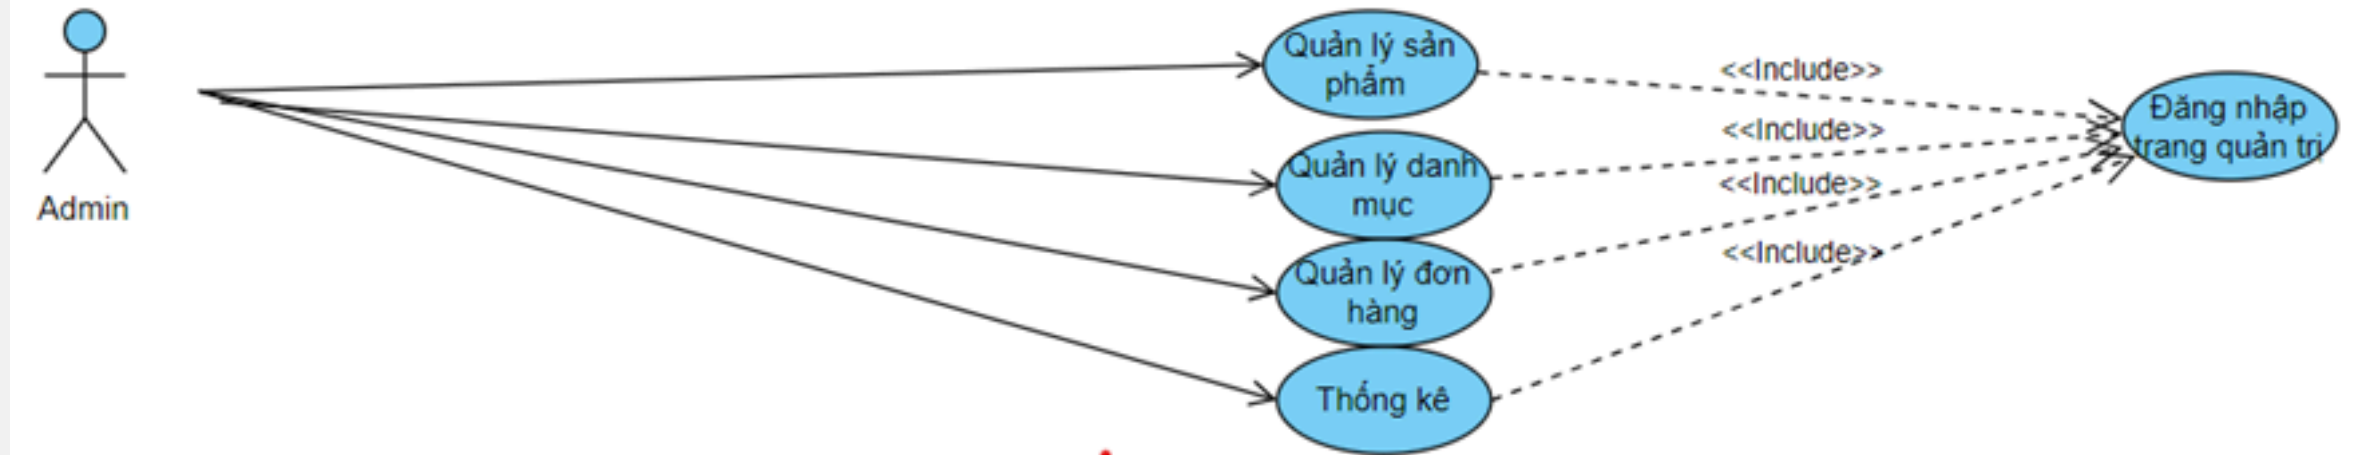 Admin
Quản lý sản
phẩm
Quản lý danh
mục
Quản lý đơn
hàng
Thống kê
<<Include>>
<<Include>>
<<Include>>
<<Include>>
Đăng nhập
trang quản trị